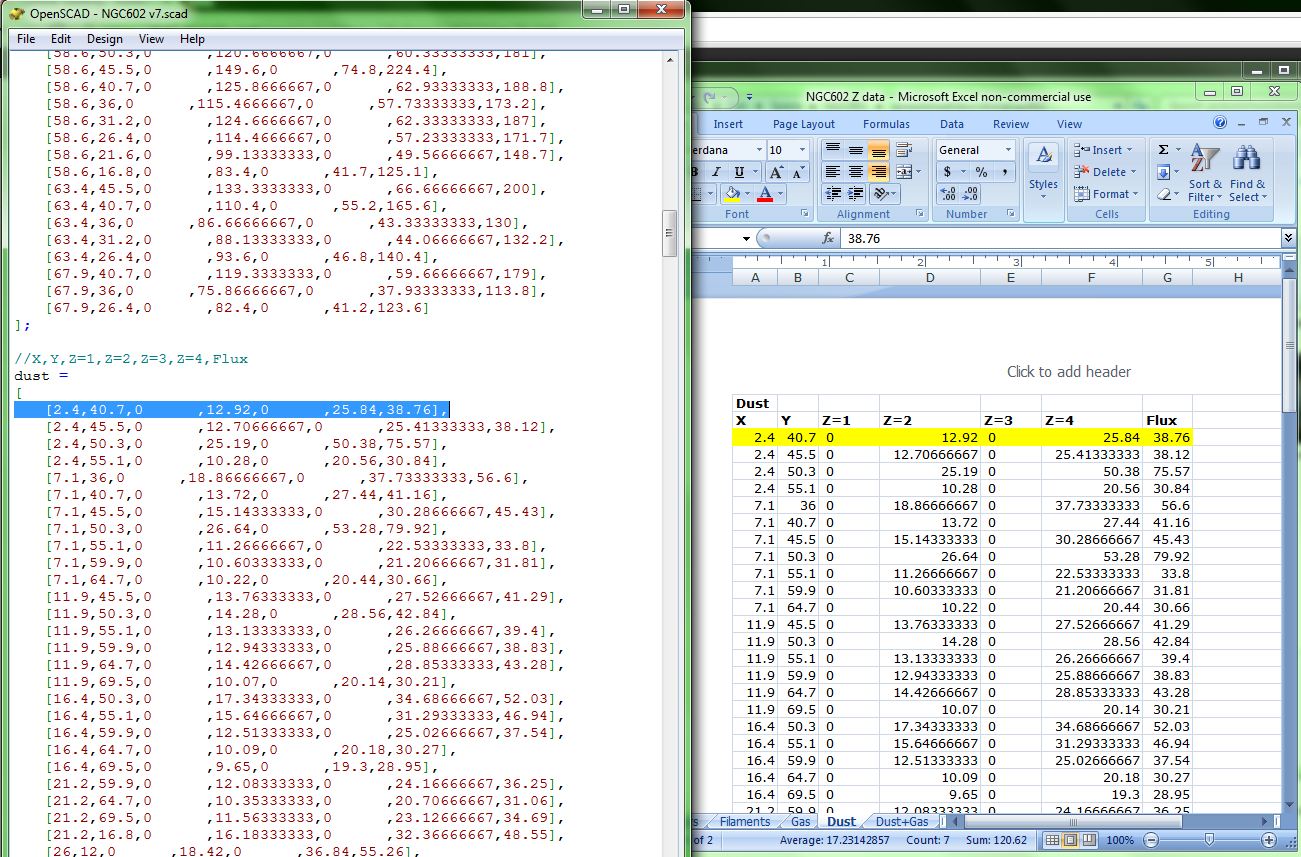 OpenSCAD - NGC602 v7.scad
File Edit Design View Help
[58.6,50.3,0 ,120.6666667,0 ,60.33333333,181],
[58.6,45.5,0 ,149.6,0 ,74.8,224.4],
[58.6,40.7,0 ,125.8666667,0 ,62.93333333,188.8],
[58.6,36,0 ,115.4666667,0 ,57.73333333,173.2],
[58.6,31.2,0 ,124.6666667,0 ,62.33333333,187],
[58.6,26.4,0 ,114.4666667,0 ,57.23333333,171.7],
[58.6,21.6,0 ,99.13333333,0 ,49.56666667,148.7],
[58.6,16.8,0 ,83.4,0 ,41.7,125.1],
[63.4,45.5,0 ,133.3333333,0 ,66.66666667,200],
[63.4,40.7,0 ,110.4,0 ,55.2,165.6],
[63.4,36,0 ,86.66666667,0 ,43.33333333,130],
[63.4,31.2,0 ,88.13333333,0 ,44.06666667,132.2],
[63.4,26.4,0 ,93.6,0 ,46.8,140.4],
[67.9,40.7,0 ,119.3333333,0 ,59.66666667,179],
[67.9,36,0 ,75.86666667,0 ,37.93333333,113.8],
[67.9,26.4,0 ,82.4,0 ,41.2,123.6]
];
//X,Y,Z=1,Z=2,Z=3,Z=4,Flux
dust =
[
[2.4,40.7,0 ,12.92,0 ,25.84,38.76],
[2.4,45.5,0 ,12.70666667,0 ,25.41333333,38.12],
[2.4,50.3,0 ,25.19,0 ,50.38,75.57],
[2.4,55.1,0 ,10.28,0 ,20.56,30.84],
[7.1,36,0 ,18.86666667,0 ,37.73333333,56.6],
[7.1,40.7,0 ,13.72,0 ,27.44,41.16],
[7.1,45.5,0 ,15.14333333,0 ,30.28666667,45.43],
[7.1,50.3,0 ,26.64,0 ,53.28,79.92],
[7.1,55.1,0 ,11.26666667,0 ,22.53333333,33.8],
[7.1,59.9,0 ,10.60333333,0 ,21.20666667,31.81],
[7.1,64.7,0 ,10.22,0 ,20.44,30.66],
[11.9,45.5,0 ,13.76333333,0 ,27.52666667,41.29],
[11.9,50.3,0 ,14.28,0 ,28.56,42.84],
[11.9,55.1,0 ,13.13333333,0 ,26.26666667,39.4],
[11.9,59.9,0 ,12.94333333,0 ,25.88666667,38.83],
[11.9,64.7,0 ,14.42666667,0 ,28.85333333,43.28],
[11.9,69.5,0 ,10.07,0 ,20.14,30.21],
[16.4,50.3,0 ,17.34333333,0 ,34.68666667,52.03],
[16.4,55.1,0 ,15.64666667,0 ,31.29333333,46.94],
[16.4,59.9,0 ,12.51333333,0 ,25.02666667,37.54],
[16.4,64.7,0 ,10.09,0 ,20.18,30.27],
[16.4,69.5,0 ,9.65,0 ,19.3,28.95],
[21.2,59.9,0 ,12.08333333,0 ,24.16666667,36.25],
[21.2,64.7,0 ,10.35333333,0 ,20.70666667,31.06],
[21.2,69.5,0 ,11.56333333,0 ,23.12666667,34.69],
[21.2,16.8,0 ,16.18333333,0 ,32.36666667,48.55],
[26,12,0 ,18.42,0 ,36.84,55.26],
NGC602 Z data - Microsoft Excel non-commercial use
Insert Page Layout Formulas Data Review View
erdana 10 General Styles Insert Sort & Filter Find & Select
I U A A $ % , Delete
A .0 .00 Format
Font Alignment Number Cells Editing
fx 38.76
1 2 3 4 5
A B C D E F G H
Click to add header
Dust
X Y Z=1 Z=2 Z=3 Z=4 Flux
2.4 40.7 0 12.92 0 25.84 38.76
2.4 45.5 0 12.70666667 0 25.41333333 38.12
2.4 50.3 0 25.19 0 50.38 75.57
2.4 55.1 0 10.28 0 20.56 30.84
7.1 36 0 18.86666667 0 37.73333333 56.6
7.1 40.7 0 13.72 0 27.44 41.16
7.1 45.5 0 15.14333333 0 30.28666667 45.43
7.1 50.3 0 26.64 0 53.28 79.92
7.1 55.1 0 11.26666667 0 22.53333333 33.8
7.1 59.9 0 10.60333333 0 21.20666667 31.81
7.1 64.7 0 10.22 0 20.44 30.66
11.9 45.5 0 13.76333333 0 27.52666667 41.29
11.9 50.3 0 14.28 0 28.56 42.84
11.9 55.1 0 13.13333333 0 26.26666667 39.4
11.9 59.9 0 12.94333333 0 25.88666667 38.83
11.9 64.7 0 14.42666667 0 28.85333333 43.28
11.9 69.5 0 10.07 0 20.14 30.21
16.4 50.3 0 17.34333333 0 34.68666667 52.03
16.4 55.1 0 15.64666667 0 31.29333333 46.94
16.4 59.9 0 12.51333333 0 25.02666667 37.54
16.4 64.7 0 10.09 0 20.18 30.27
16.4 69.5 0 9.65 0 19.3 28.95
21.2 59.9 0 12.08333333 0 24.16666667 36.25
s Filaments Gas Dust Dust+Gas
of 2 Average: 17.23142857 Count: 7 Sum: 120.62 100%